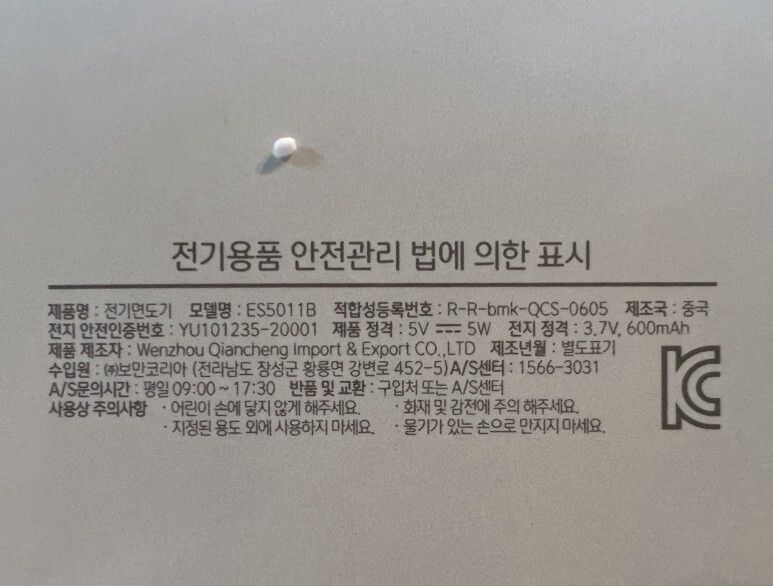 전기용품 안전관리 법에 의한 표시
제품명 : 전기면도기 모델명 : ES5011B 적합성등록번호 : R-R-bmk-QCS-0605 제조국 : 중국
전지 안전인증번호 : YU101235-20001 제품 정격 : 5V ⎓ 5W 전지 정격 : 3.7V, 600mAh
제품 제조자 : Wenzhou Qiancheng Import & Export CO.,LTD 제조년월 : 별도표기
수입원 : ㈜보만코리아 (전라남도 장성군 황룡면 강변로 452-5) A/S센터 : 1566-3031
A/S문의시간 : 평일 09:00 ~ 17:30 반품 및 교환 : 구입처 또는 A/S센터
사용상 주의사항 · 어린이 손에 닿지 않게 해주세요. · 화재 및 감전에 주의 해주세요.
· 지정된 용도 외에 사용하지 마세요. · 물기가 있는 손으로 만지지 마세요.
KC